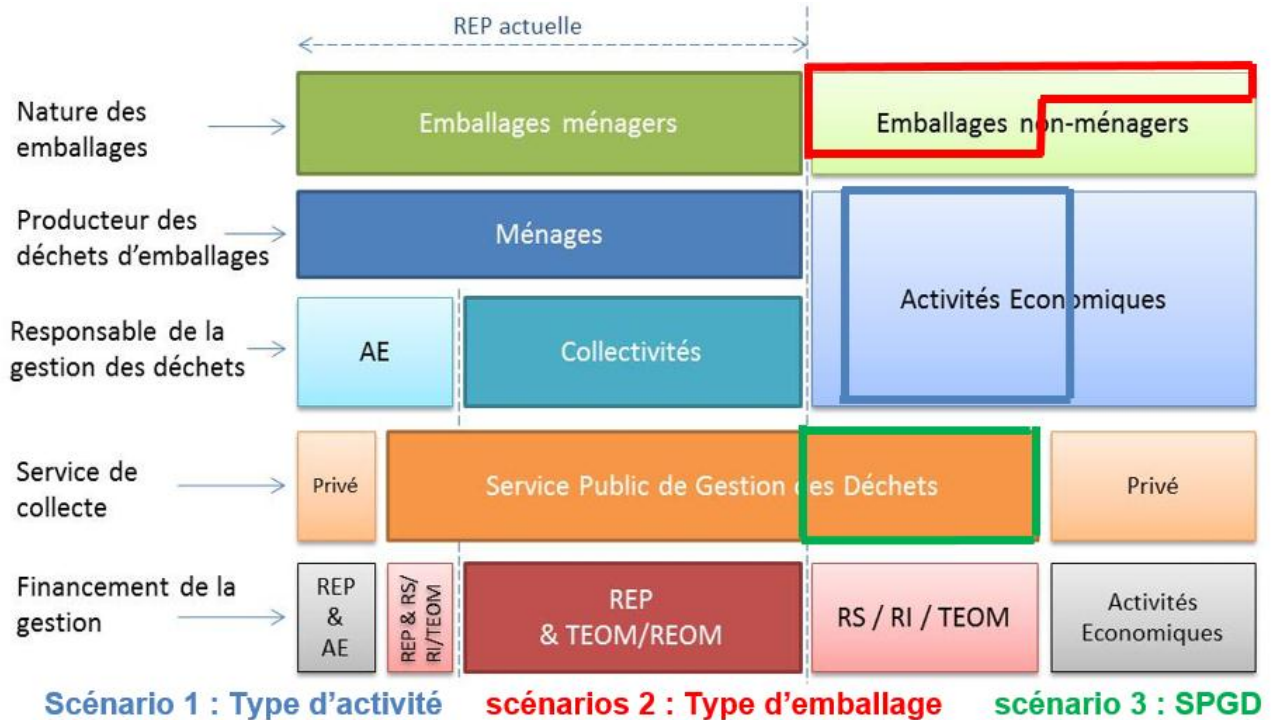 REP actuelle
Nature des
emballages
Emballages ménagers
Emballages non-ménagers
Producteur des
déchets d'emballages
Ménages
Activités Economiques
Responsable de la
gestion des déchets
AE
Collectivités
Service de
collecte
Privé
Service Public de Gestion des Déchets
Privé
Financement de la
gestion
REP
&
AE
REP & RS/
RI/TEOM
REP
& TEOM/REOM
RS / RI / TEOM
Activités
Economiques
Scénario 1 : Type d'activité
scénarios 2 : Type d'emballage
scénario 3 : SPGD